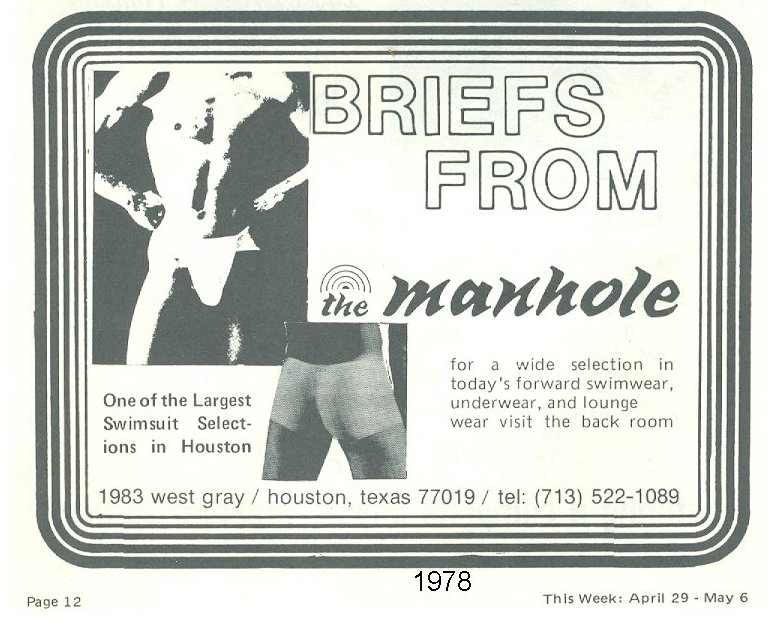 BRIEFS
FROM
the manhole
One of the Largest
Swimsuit Select-
ions in Houston
for a wide selection in
today's forward swimwear,
underwear, and lounge
wear visit the back room
1983 west gray / houston, texas 77019 / tel: (713) 522-1089
1978
Page 12
This Week: April 29 - May 6